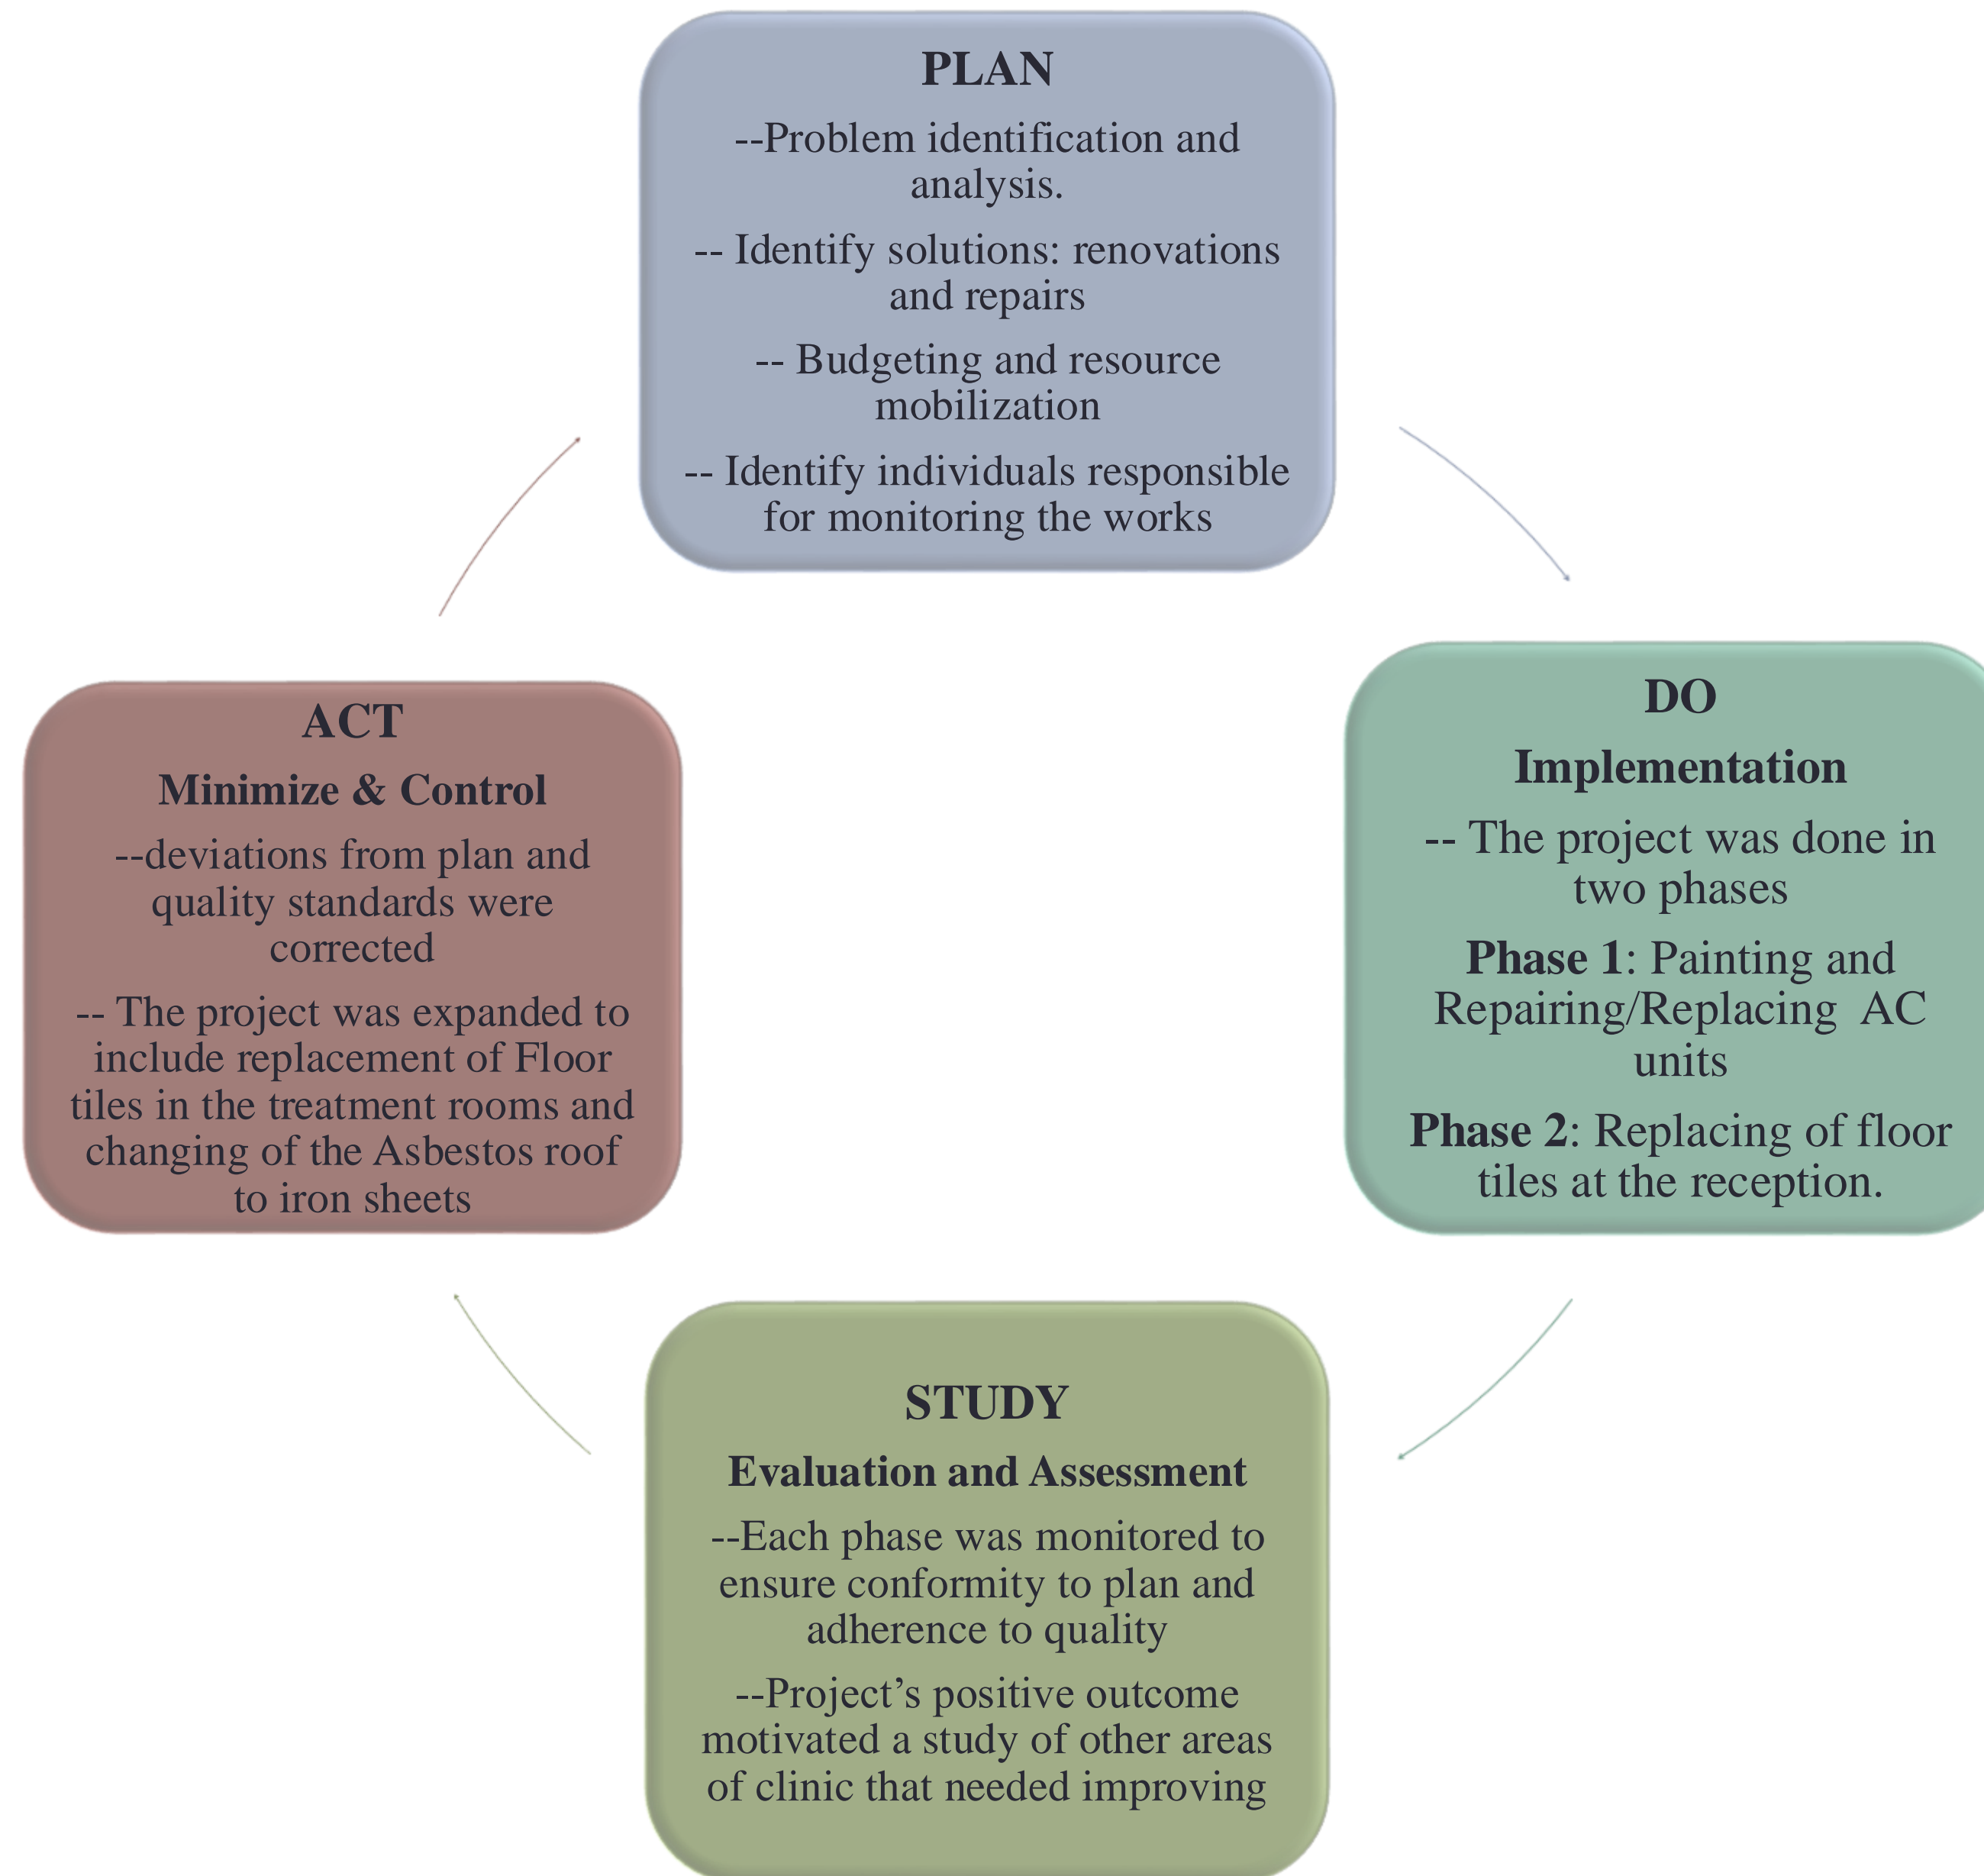 PLAN
--Problem identification and
analysis.
-- Identify solutions: renovations
and repairs
-- Budgeting and resource
mobilization
-- Identify individuals responsible
for monitoring the works
DO
Implementation
-- The project was done in
two phases
Phase 1: Painting and
Repairing/Replacing  AC
units
Phase 2: Replacing of floor
tiles at the reception.
STUDY
Evaluation and Assessment
--Each phase was monitored to
ensure conformity to plan and
adherence to quality
--Project’s positive outcome
motivated a study of other areas
of clinic that needed improving
ACT
Minimize & Control
--deviations from plan and
quality standards were
corrected
-- The project was expanded to
include replacement of Floor
tiles in the treatment rooms and
changing of the Asbestos roof
to iron sheets